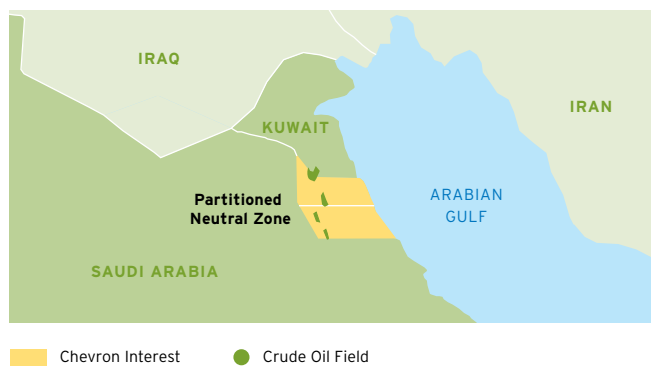 IRAQ
IRAN
KUWAIT
Partitioned
Neutral Zone
ARABIAN
GULF
SAUDI ARABIA
Chevron Interest
Crude Oil Field